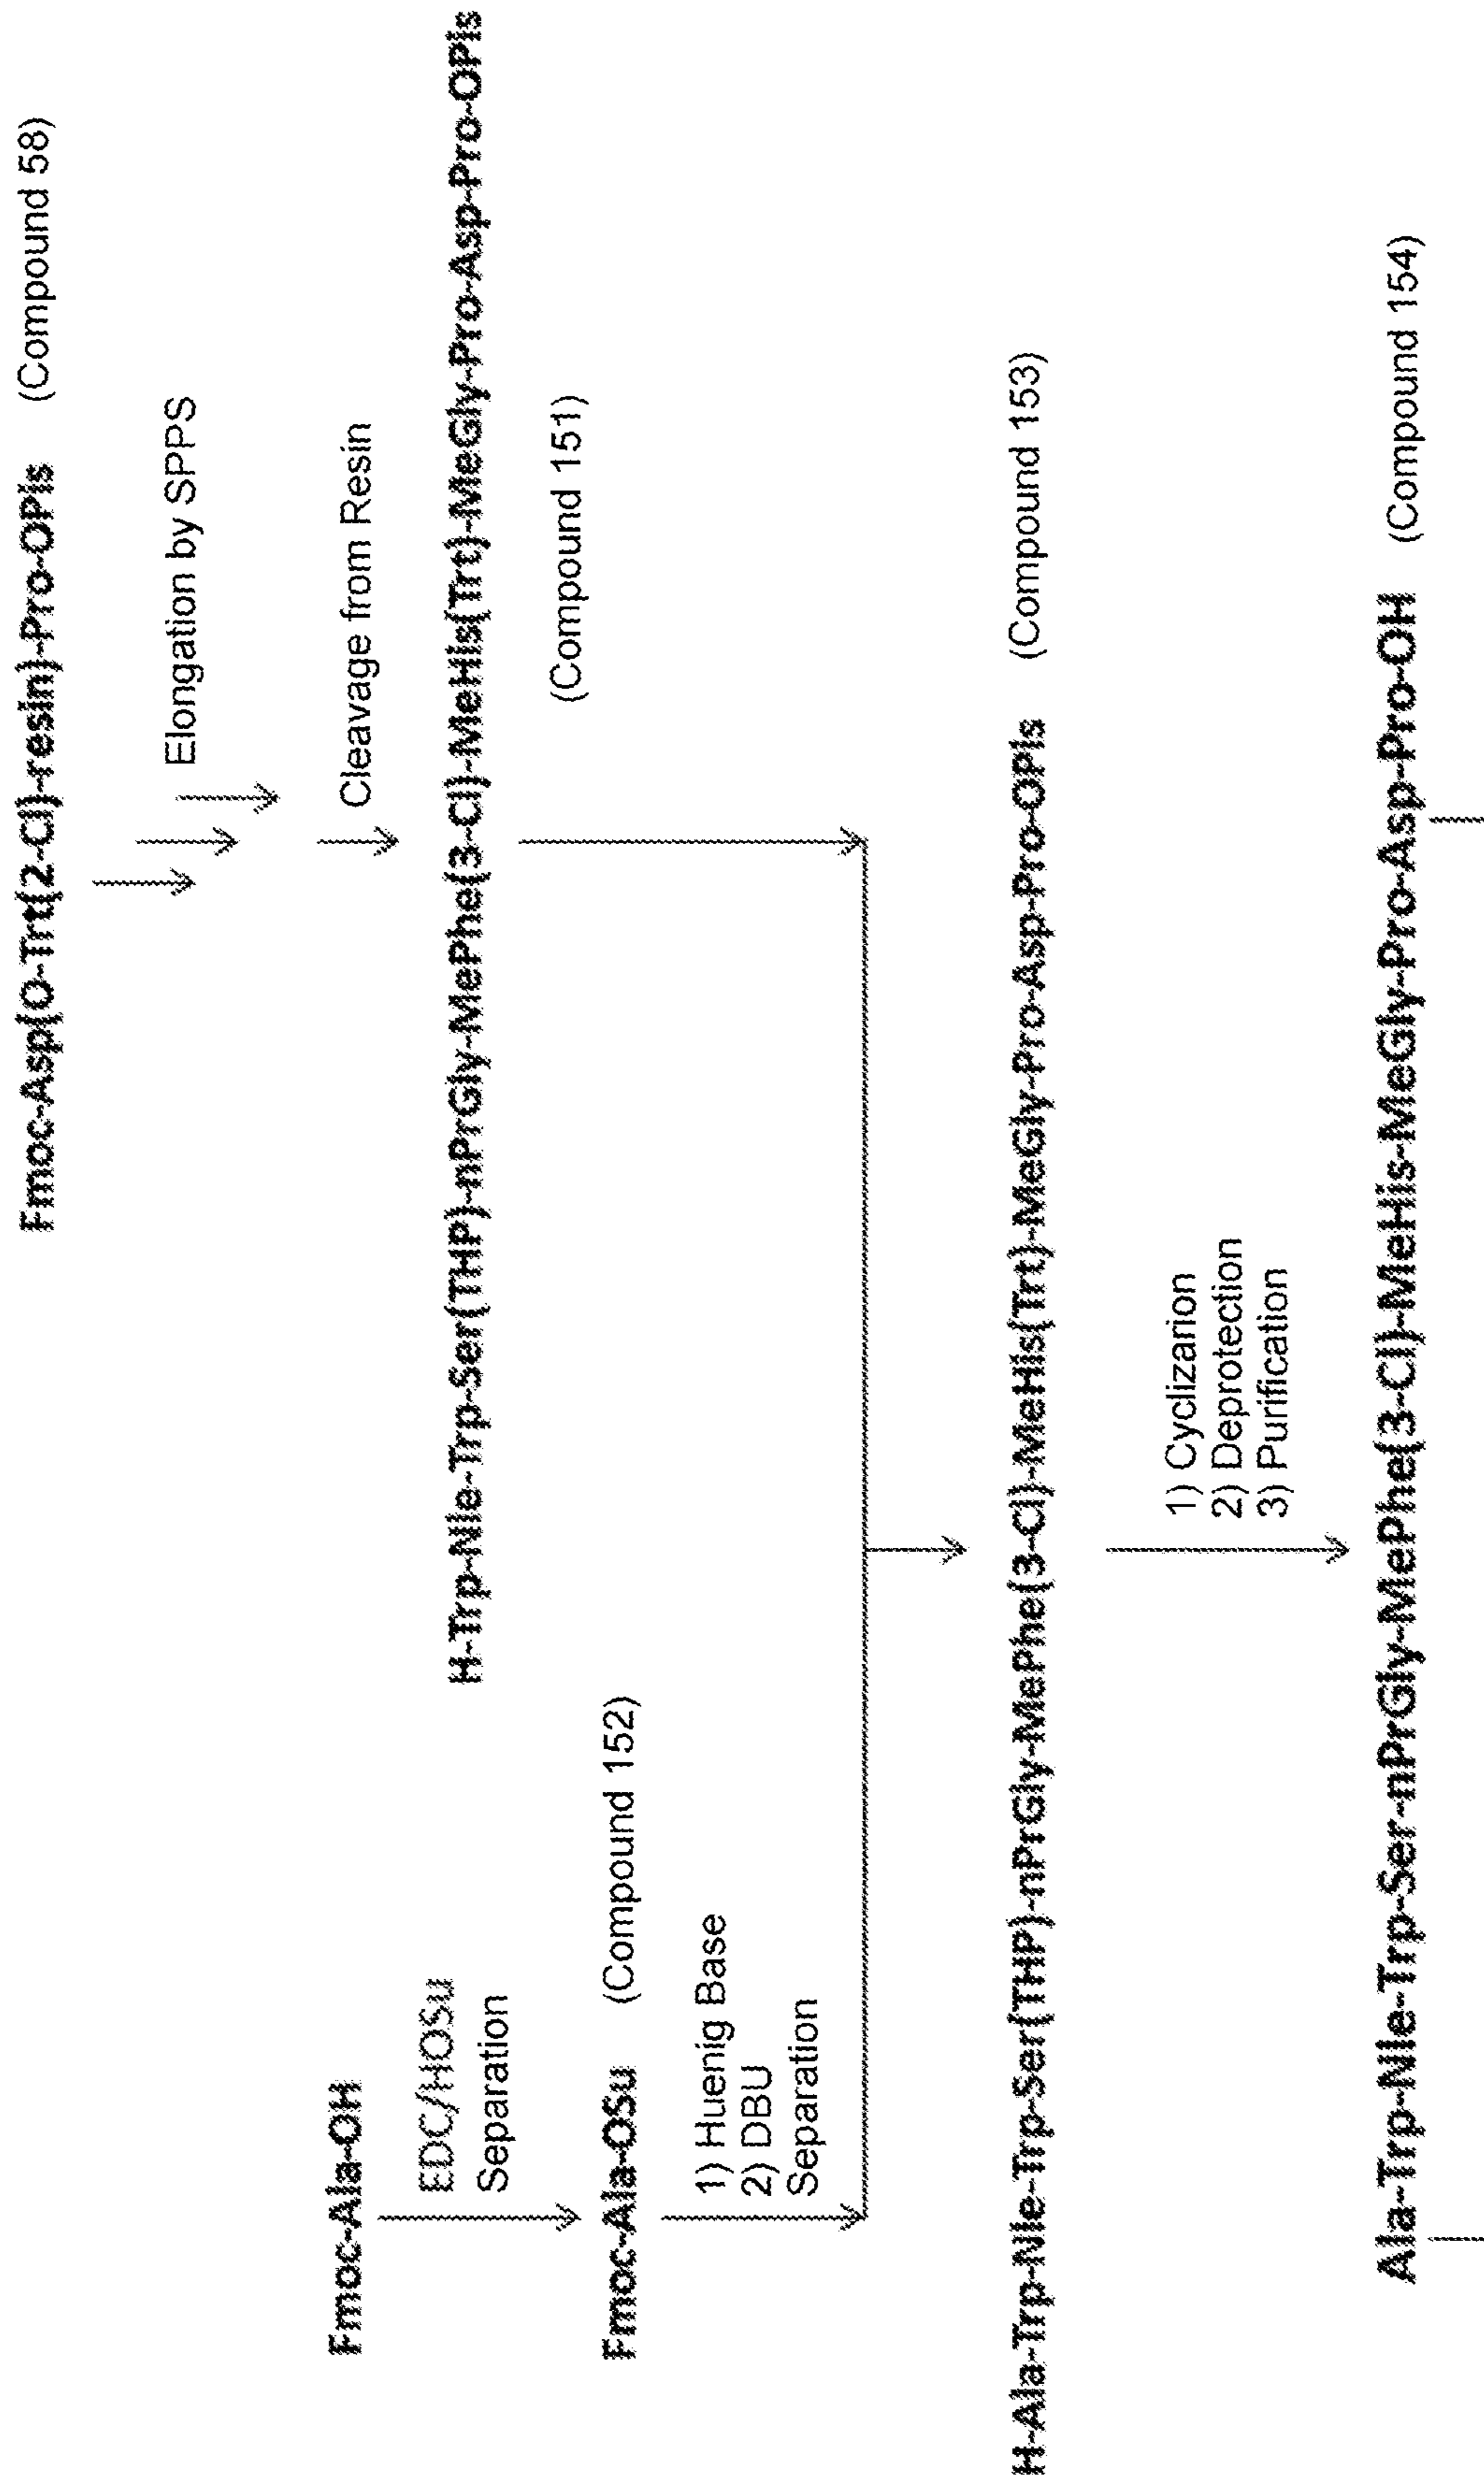 Fmoc-Asp(O-Trt(2-Cl)-resin)-Pro-OPis (Compound 58)
Elongation by SPPS
Cleavage from Resin
Fmoc-Ala-OH
H-Trp-Nle-Trp-Ser(THP)-nPrGly-MePhe(3-Cl)-MeHis(Trt)-MeGly-Pro-Asp-Pro-OPis
(Compound 151)
EDC/HOSu
Separation
Fmoc-Ala-OSu (Compound 152)
1) Huenig Base
2) DBU
Separation
H-Ala-Trp-Nle-Trp-Ser(THP)-nPrGly-MePhe(3-Cl)-MeHis(Trt)-MeGly-Pro-Asp-Pro-OPis (Compound 153)
1) Cyclizarion
2) Deprotection
3) Purification
Ala-Trp-Nle-Trp-Ser-nPrGly-MePhe(3-Cl)-MeHis-MeGly-Pro-Asp-Pro-OH (Compound 154)